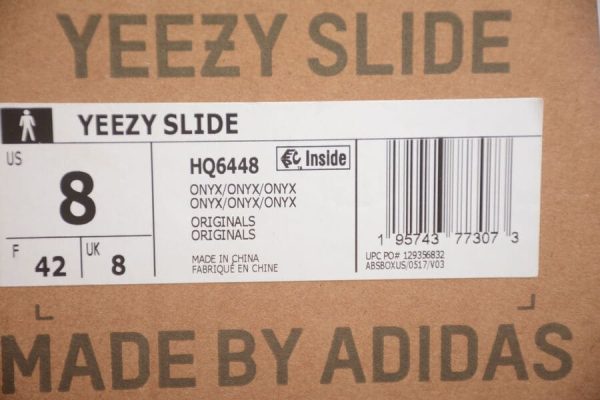 YEEZY SLIDE
YEEZY SLIDE
US
8
F
42
UK
8
HQ6448
Inside
ONYX/ONYX/ONYX
ONYX/ONYX/ONYX
ORIGINALS
ORIGINALS
MADE IN CHINA
FABRIQUÉ EN CHINE
1 95743 77307 3
UPC PO# 129356832
ABSBOXUS/0517/V03
MADE BY ADIDAS